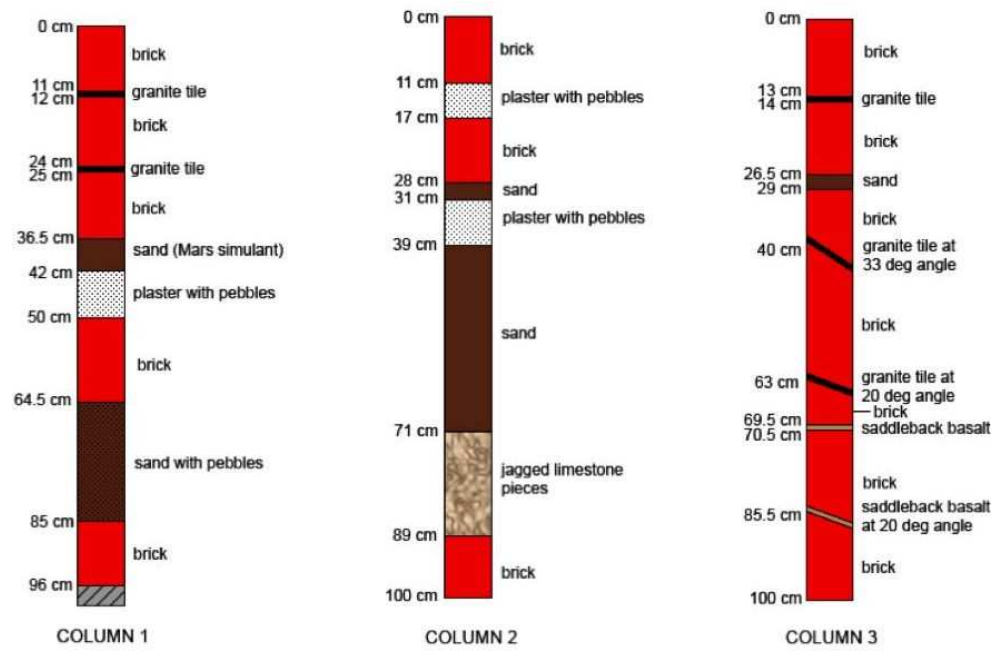 0 cm
brick
11 cm
12 cm
granite tile
brick
24 cm
25 cm
granite tile
brick
36.5 cm
sand (Mars simulant)
42 cm
plaster with pebbles
50 cm
brick
64.5 cm
sand with pebbles
85 cm
brick
96 cm
COLUMN 1
0 cm
brick
11 cm
plaster with pebbles
17 cm
brick
28 cm
sand
31 cm
plaster with pebbles
39 cm
sand
71 cm
jagged limestone
pieces
89 cm
brick
100 cm
COLUMN 2
0 cm
brick
13 cm
14 cm
granite tile
brick
26.5 cm
sand
29 cm
brick
40 cm
granite tile at
33 deg angle
brick
63 cm
granite tile at
20 deg angle
brick
69.5 cm
saddleback basalt
70.5 cm
brick
85.5 cm
saddleback basalt
at 20 deg angle
brick
100 cm
COLUMN 3